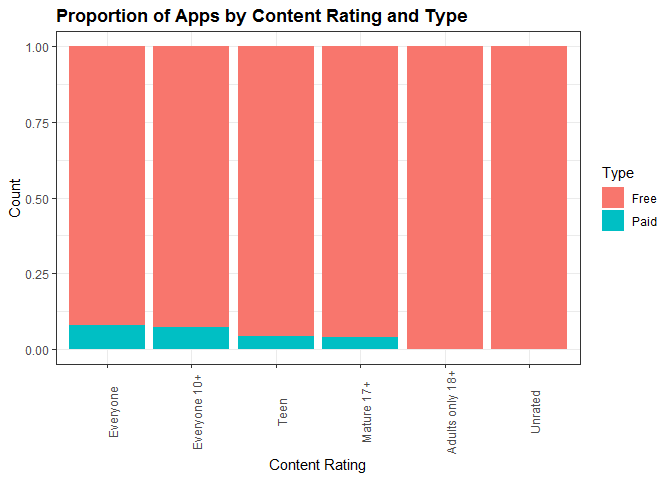 Proportion of Apps by Content Rating and Type
1.00
0.75
0.50
0.25
0.00
Count
Everyone
Everyone 10+
Teen
Mature 17+
Adults only 18+
Unrated
Content Rating
Type
Free
Paid